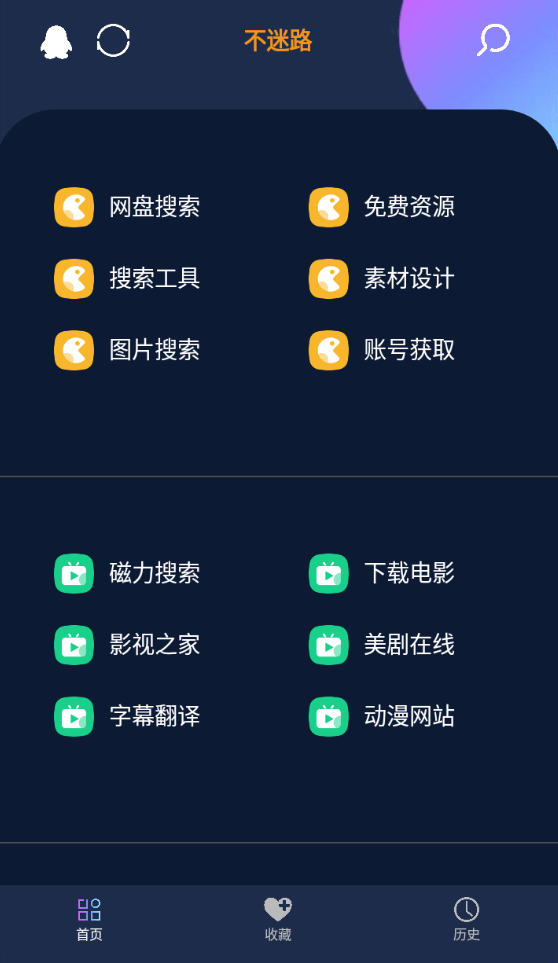 不迷路
网盘搜索
免费资源
搜索工具
素材设计
图片搜索
账号获取
磁力搜索
下载电影
影视之家
美剧在线
字幕翻译
动漫网站
首页
收藏
历史